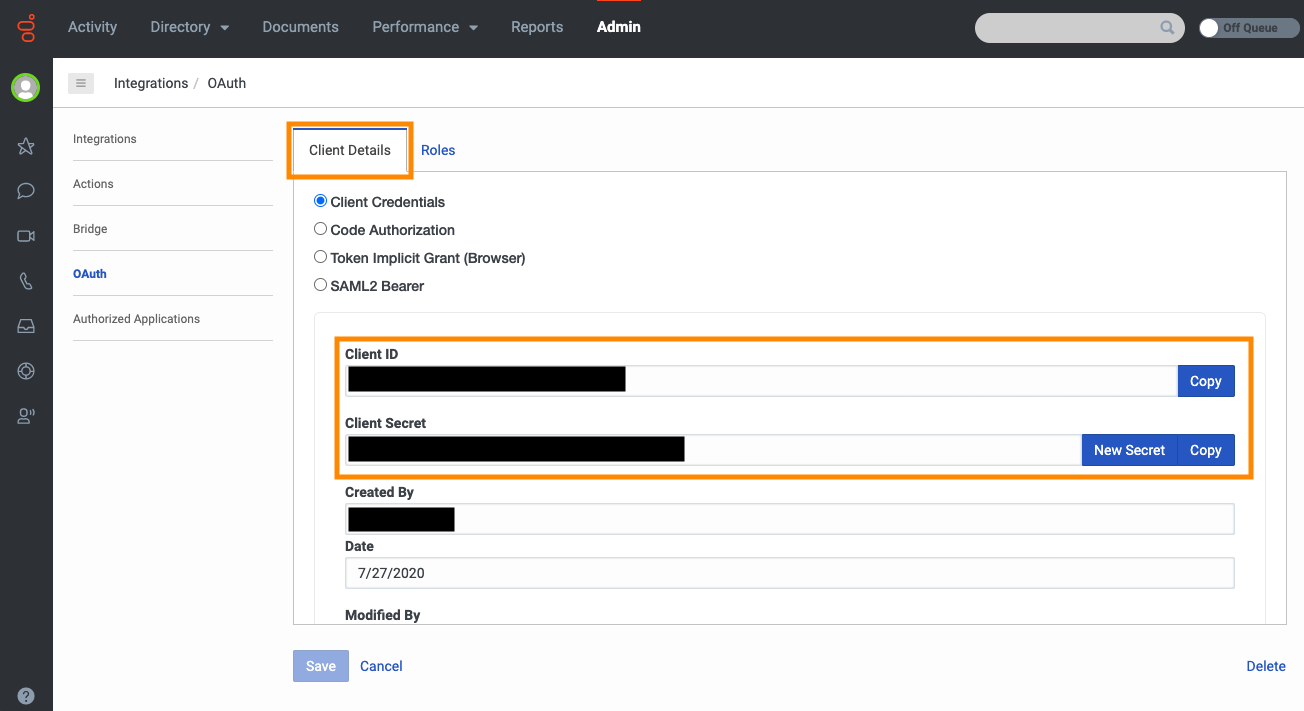 Activity Directory Documents Performance Reports Admin Off Queue
Integrations / OAuth
Integrations
Actions
Bridge
OAuth
Authorized Applications
Client Details Roles
Client Credentials
Code Authorization
Token Implicit Grant (Browser)
SAML2 Bearer
Client ID
Copy
Client Secret
New Secret Copy
Created By
Date
7/27/2020
Modified By
Save Cancel Delete